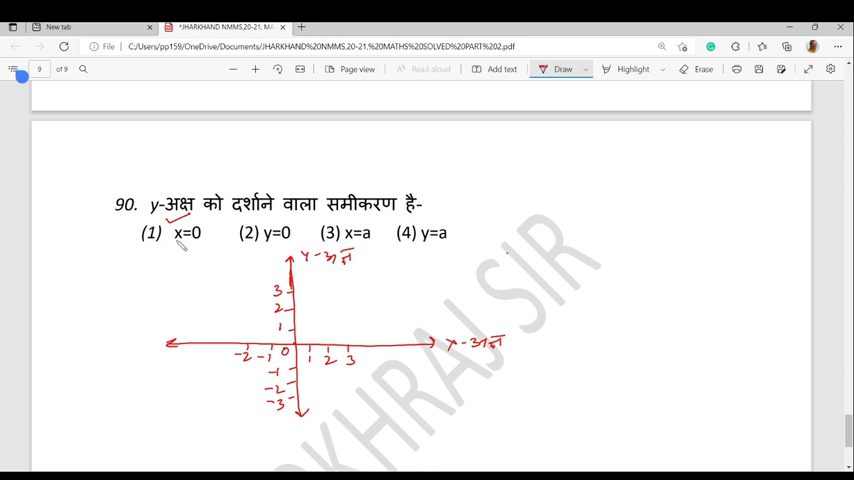 New tab
*JHARKHAND NMMS,20-21, MA
File C:/Users/pp159/OneDrive/Documents/JHARKHAND%20NMMS,20-21,%20MATHS%20SOLVED%20PART%202.pdf
9 of 9 Page view Read aloud Add text Draw Highlight Erase
90. y-अक्ष को दर्शाने वाला समीकरण है-
(1) x=0 (2) y=0 (3) x=a (4) y=a
y-अक्ष
3
2
1
-2 -1 0 1 2 3 x-अक्ष
-1
-2
-3
KHRAJ SIR